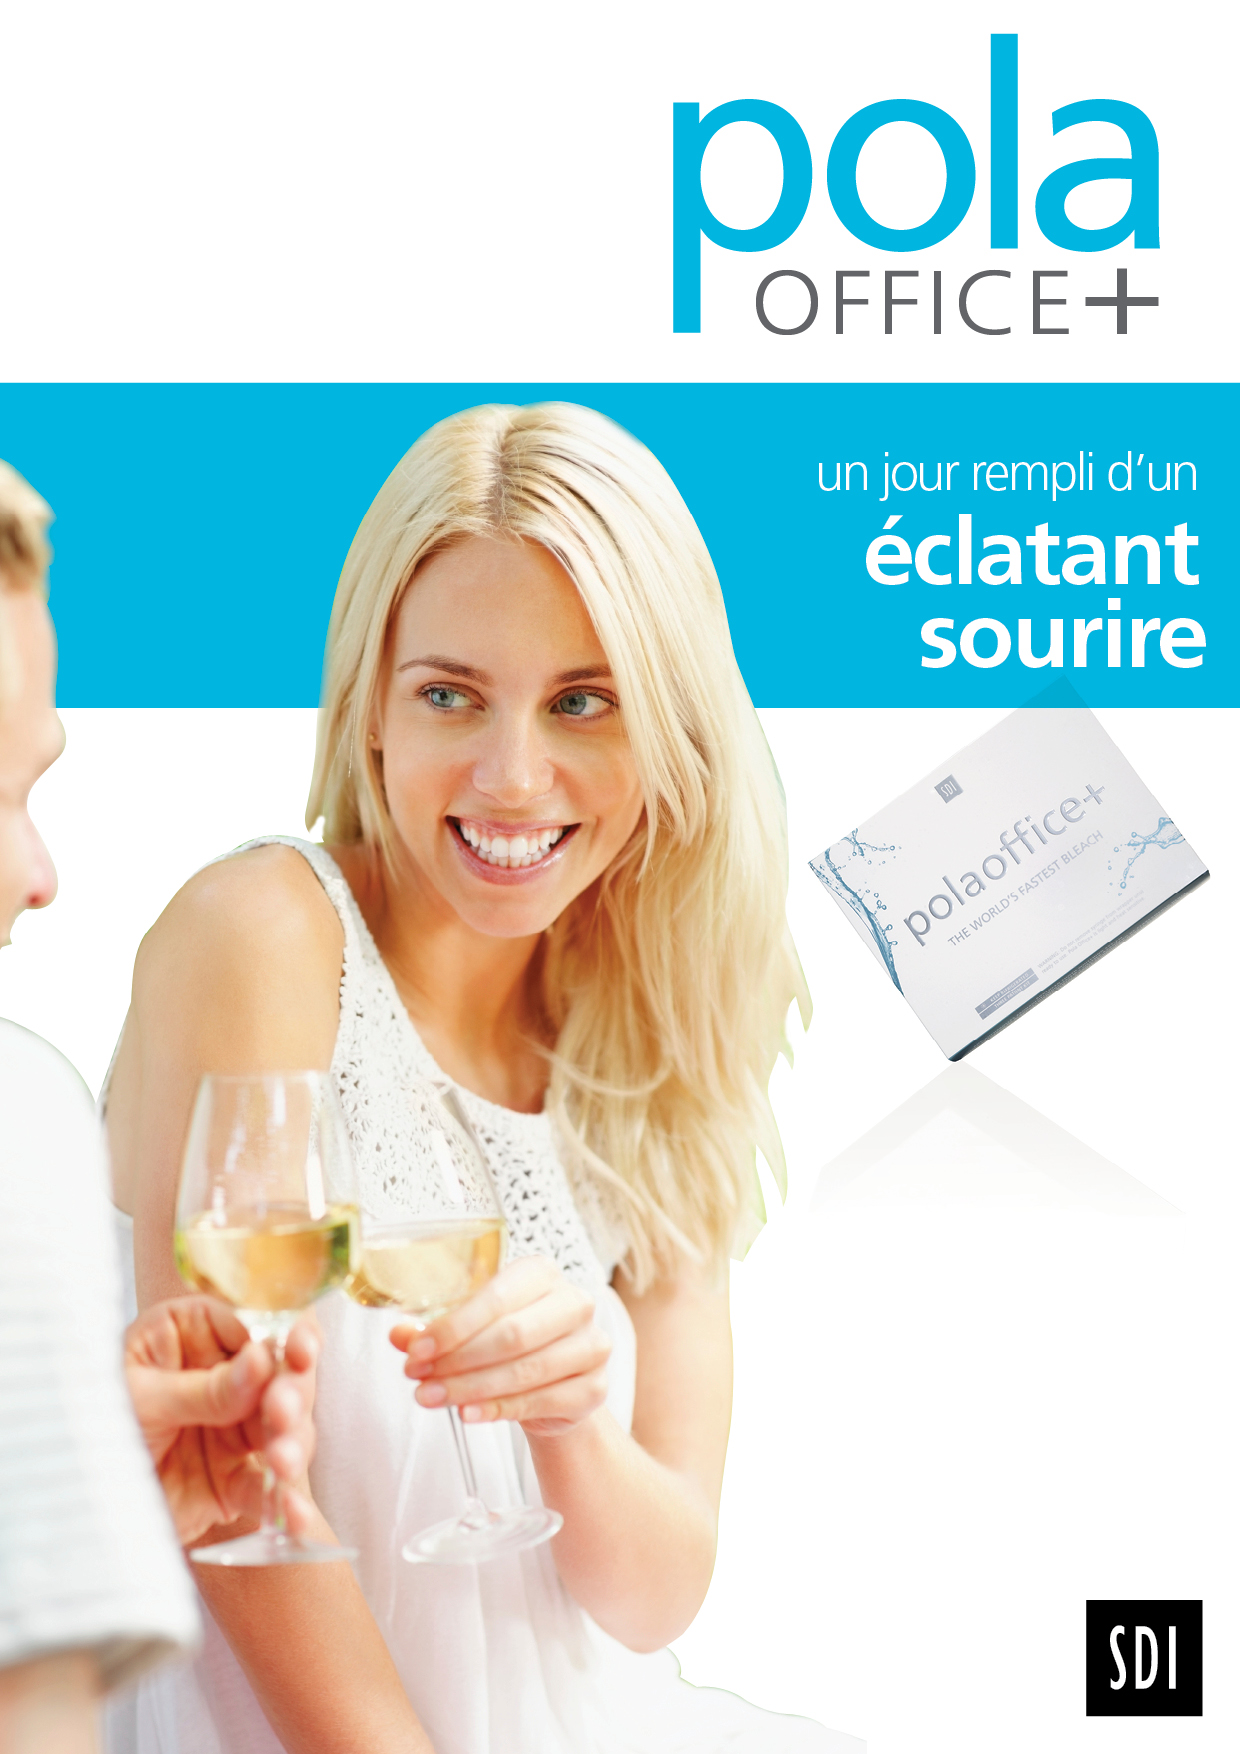 pola
OFFICE+
un jour rempli d’un
éclatant
sourire
SDI
polaoffice+
THE WORLD'S FASTEST BLEACH
SDI